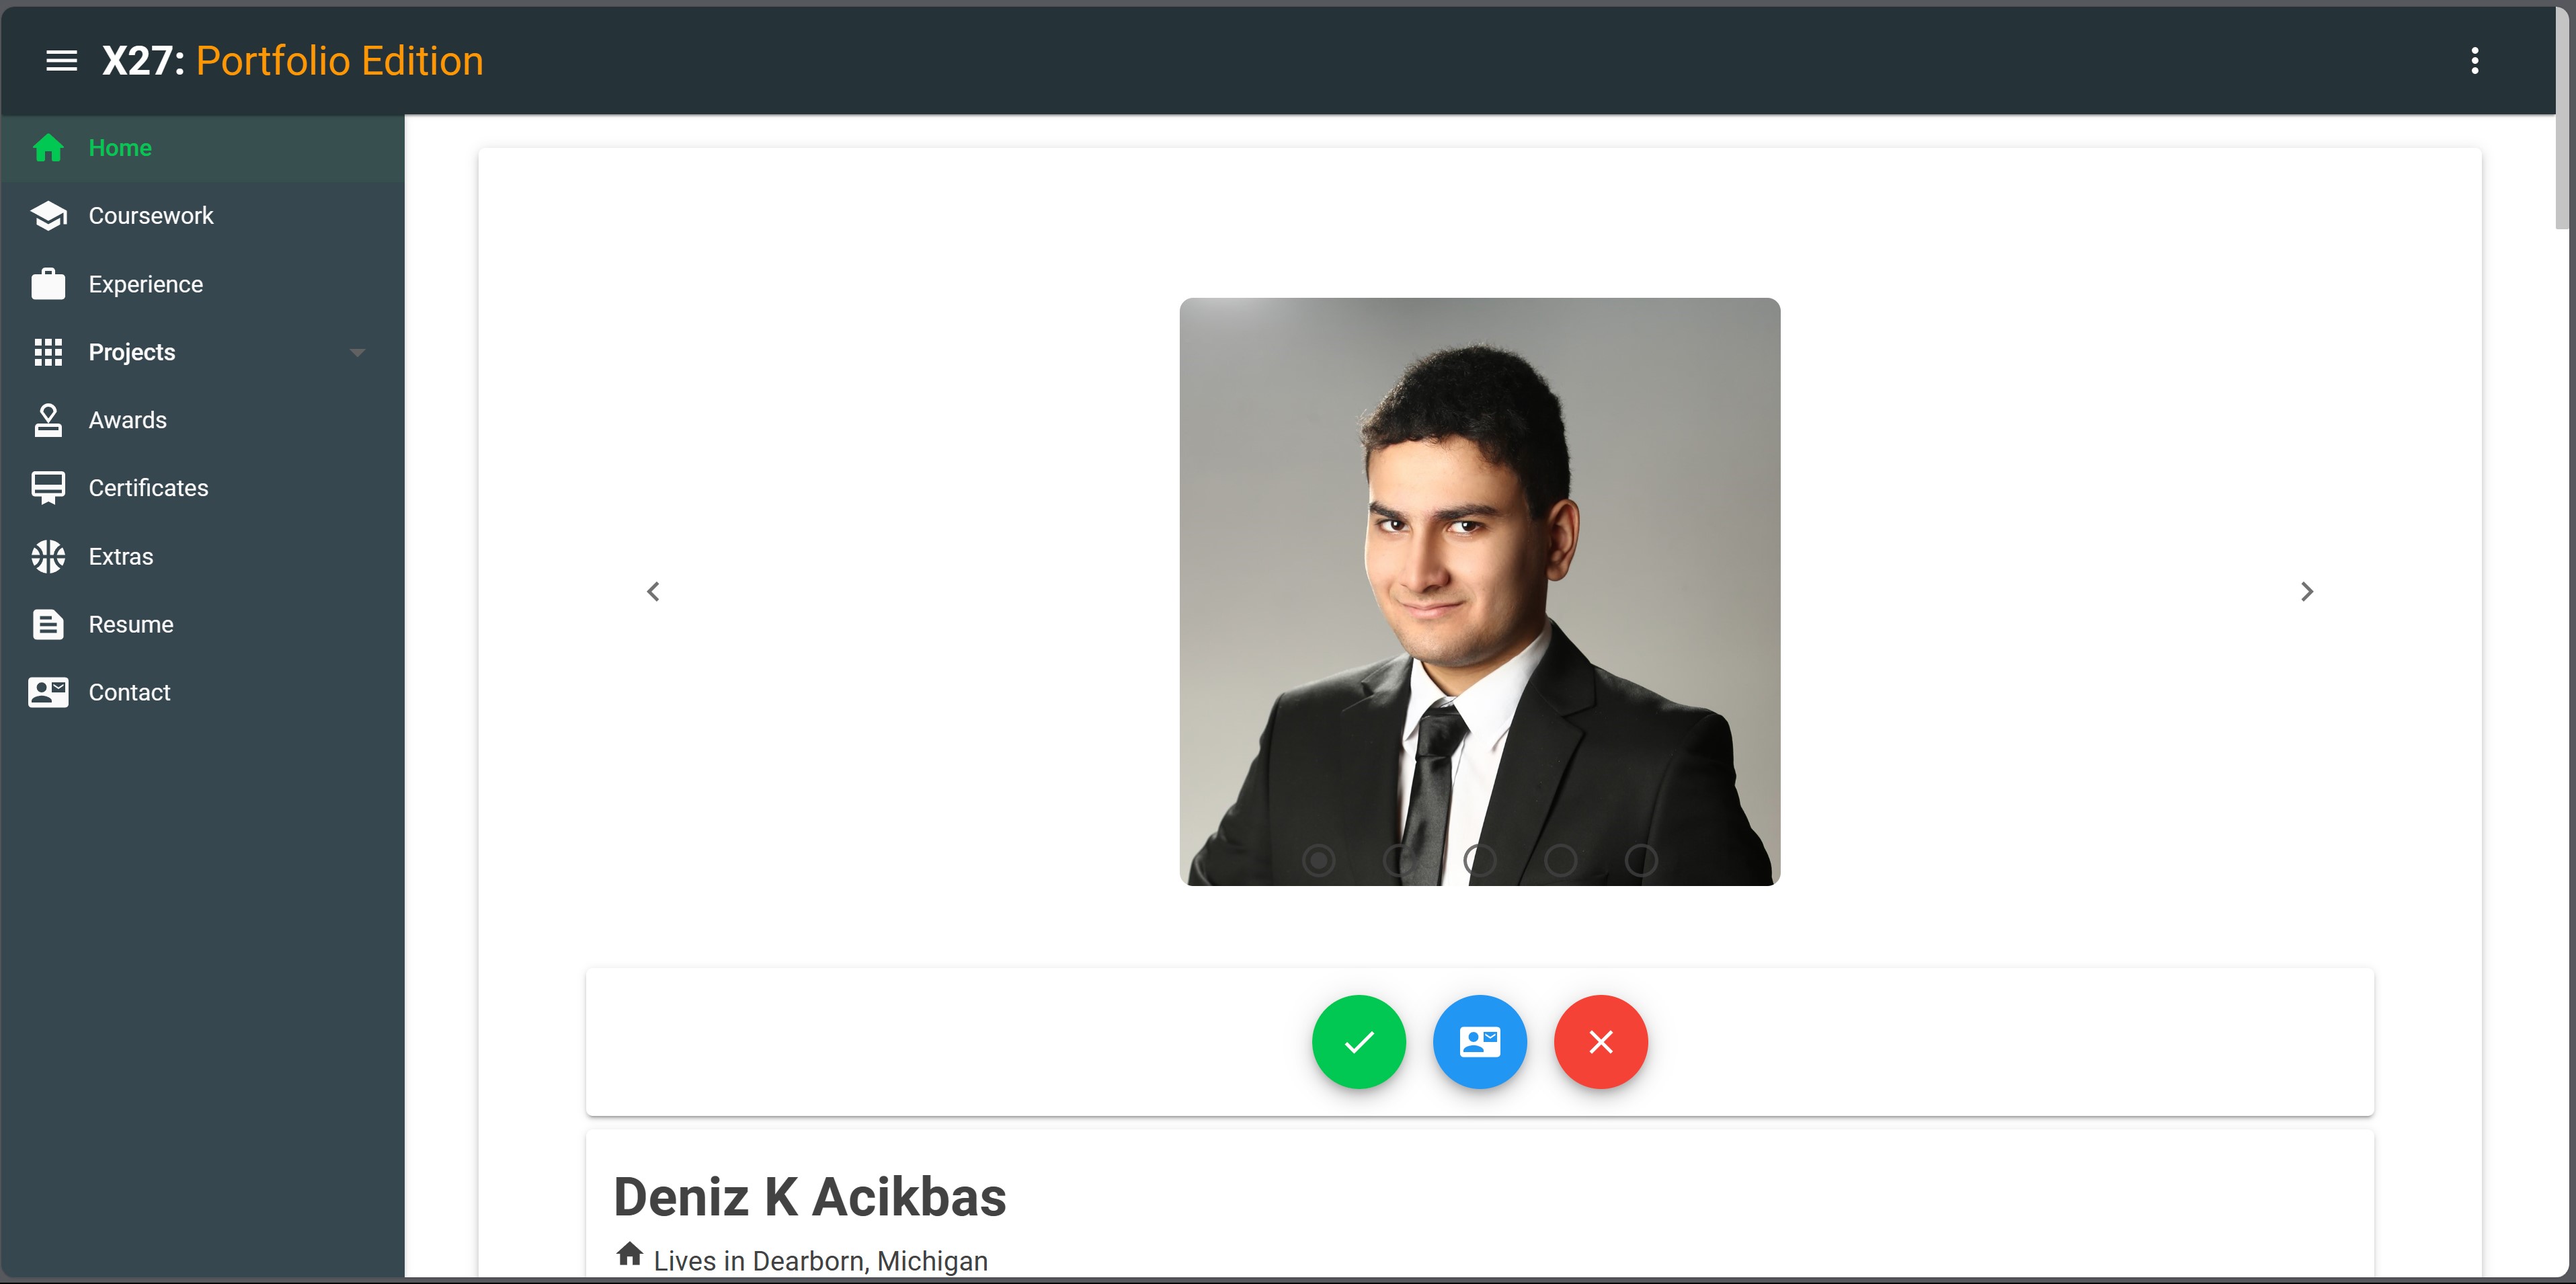 X27: Portfolio Edition
Home
Coursework
Experience
Projects
Awards
Certificates
Extras
Resume
Contact
Deniz K Acikbas
Lives in Dearborn, Michigan